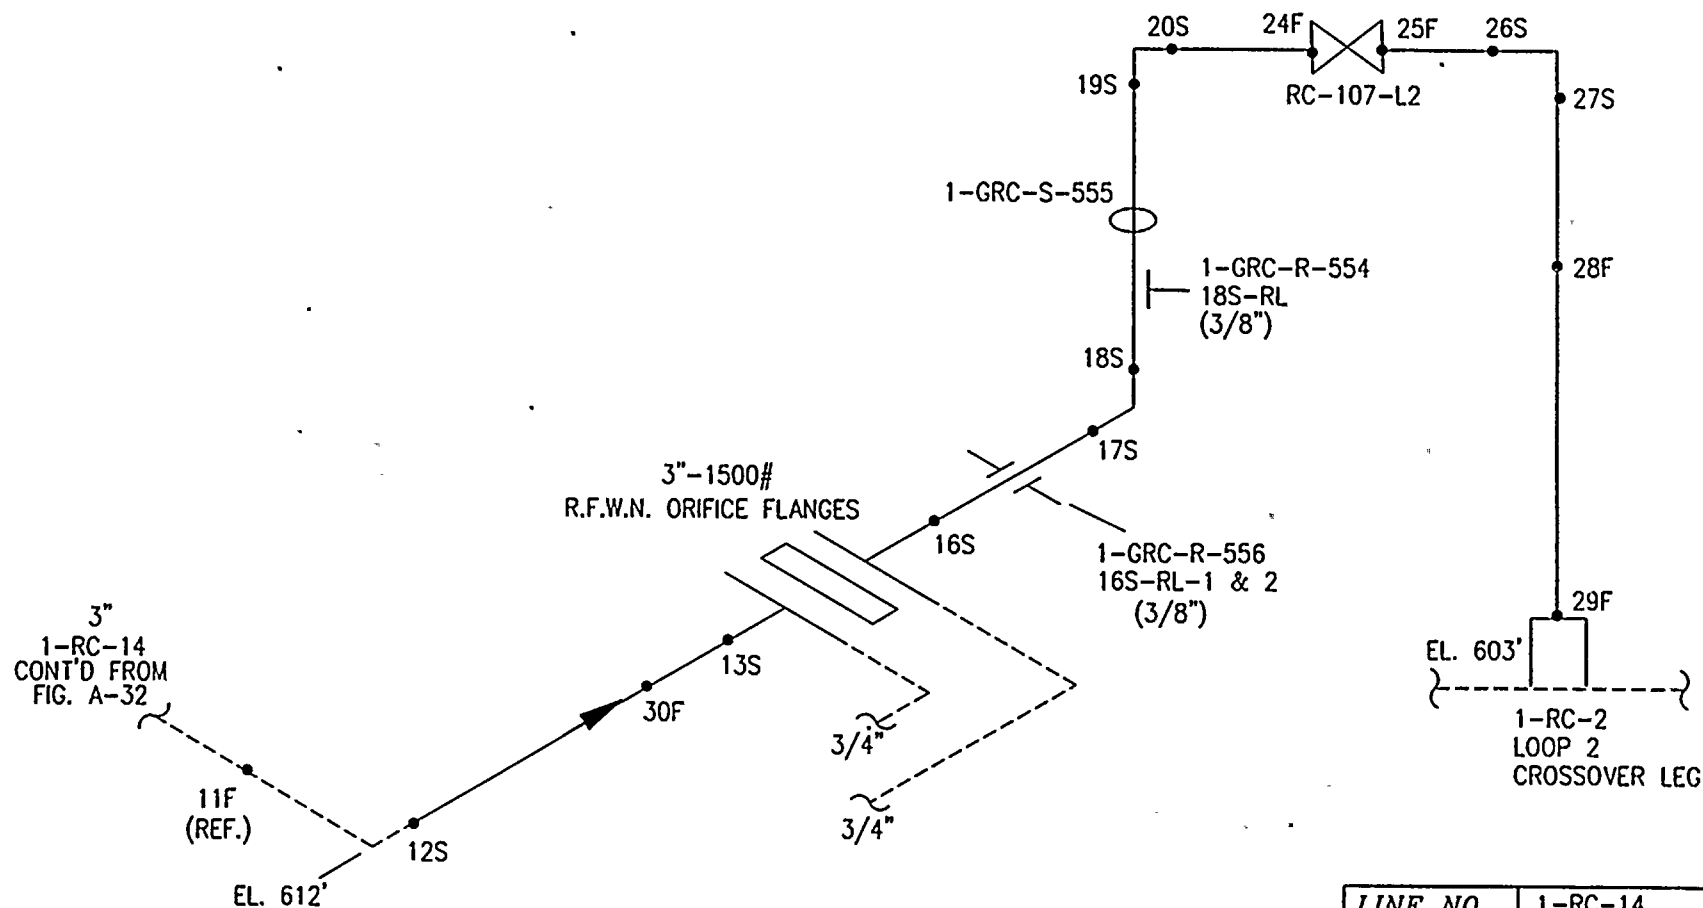 20S
24F
25F
26S
19S
RC-107-L2
27S
1-GRC-S-555
1-GRC-R-554
18S-RL
(3/8")
28F
18S
17S
3"-1500#
R.F.W.N. ORIFICE FLANGES
16S
1-GRC-R-556
16S-RL-1 & 2
(3/8")
29F
EL. 603'
3"
1-RC-14
CONT'D FROM
FIG. A-32
13S
30F
1-RC-2
LOOP 2
CROSSOVER LEG
3/4"
3/4"
11F
(REF.)
12S
EL. 612'
LINE NO. 1-RC-14